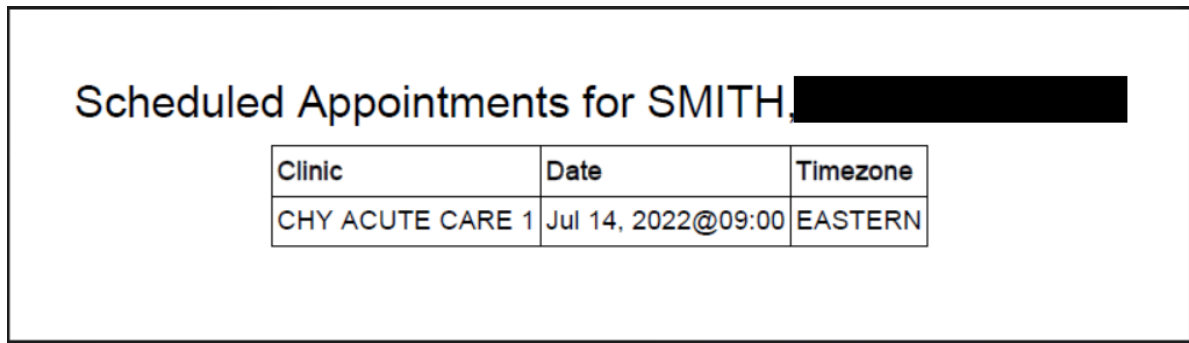 Scheduled Appointments for SMITH,
Clinic Date Timezone
CHY ACUTE CARE 1 Jul 14, 2022@09:00 EASTERN